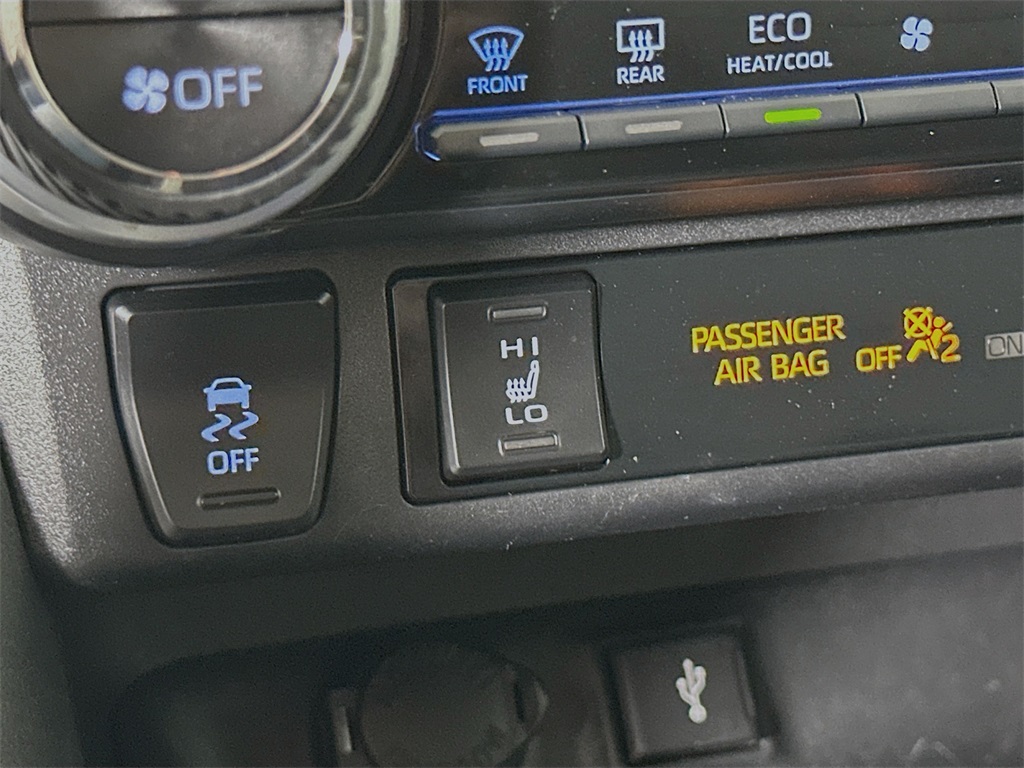 OFF
FRONT
REAR
ECO
HEAT/COOL
HI
LO
PASSENGER
AIR BAG
OFF
2
ON
OFF